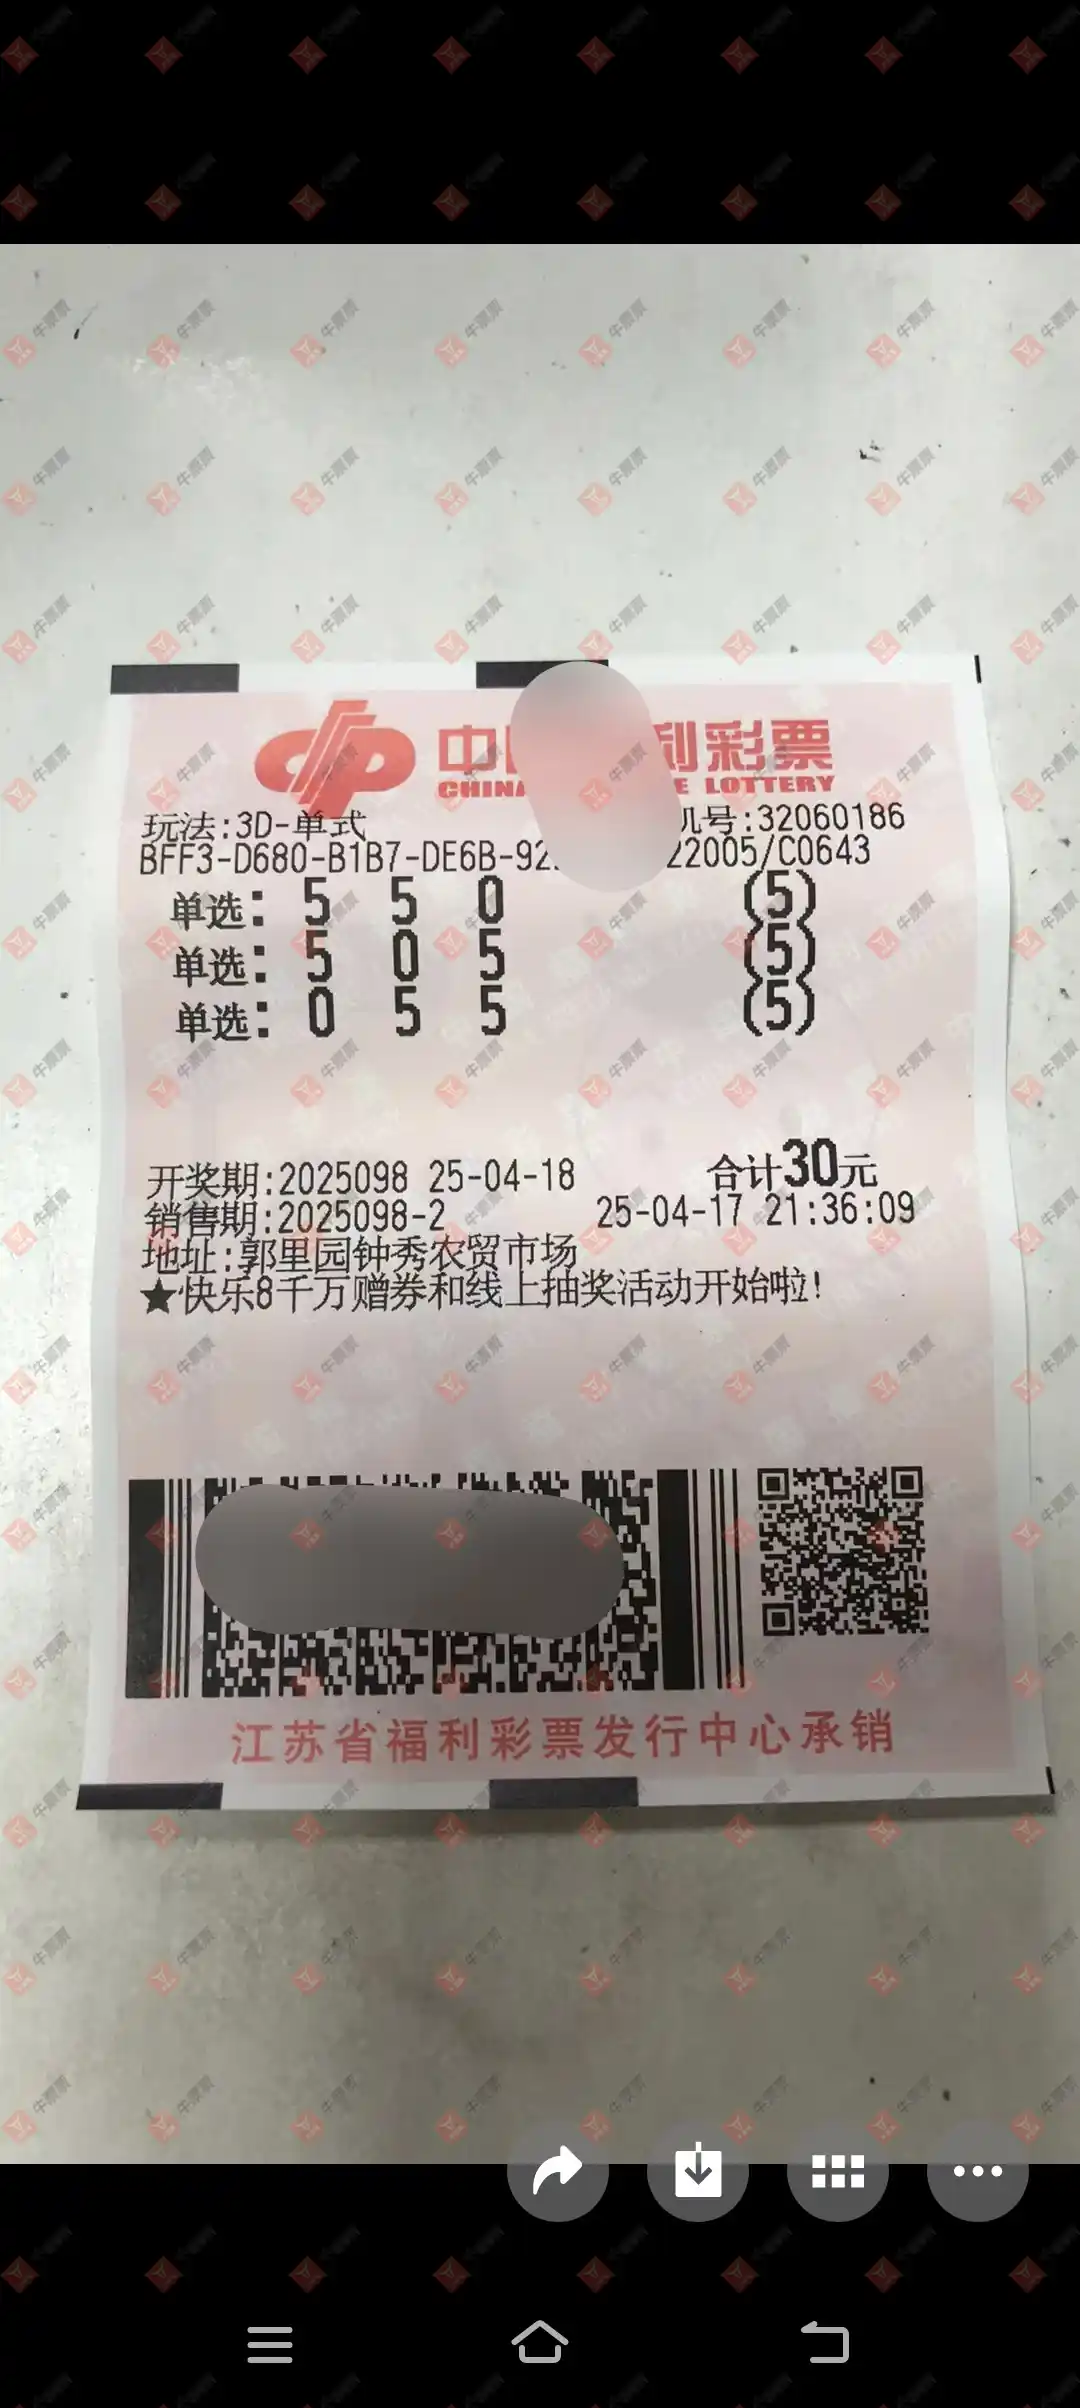 中 利彩票
CHINA E LOTTERY
玩法:3D-单式 机号:32060186
BFF3-D680-B1B7-DE6B-92 22005/C0643
单选: 5 5 0 (5)
单选: 5 0 5 (5)
单选: 0 5 5 (5)
开奖期:2025098 25-04-18 合计30元
销售期:2025098-2 25-04-17 21:36:09
地址:郭里园钟秀农贸市场
★快乐8千万赠券和线上抽奖活动开始啦!
江苏省福利彩票发行中心承销
牛票票